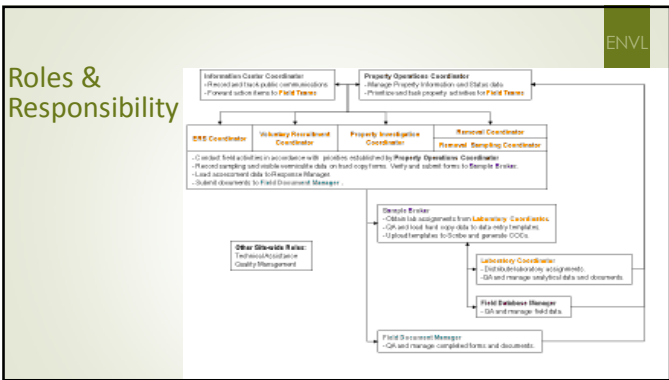 ENVL
Roles &
Responsibility
Information Center Coordinator
-Record and track public communications.
-Forward action items to Field Teams
Property Operations Coordinator
-Manage Property Information and Status data.
-Prioritize and track property activities for Field Teams
ERS Coordinator
Voluntary Recruitment
Coordinator
Property Investigation
Coordinator
Removal Coordinator
Removal Sampling Coordinator
-Conduct field activities in accordance with priorities established by Property Operations Coordinator
-Record sampling and visible vermiculite data on hard copy forms. Verify and submit forms to Sample Broker.
-Load assessment data to Response Manager.
-Submit documents to Field Document Manager .
Sample Broker
-Obtain lab assignments from Laboratory Coordinator.
-QA and load hard copy data to data entry templates.
-Upload templates to Scribe and generate COCs.
Other Site-wide Roles:
Technical Assistance
Quality Management
Laboratory Coordinator
-Distribute laboratory assignments.
-QA and manage analytical data and documents.
Field Database Manager
-QA and manage field data.
Field Document Manager
-QA and manage completed forms and documents.